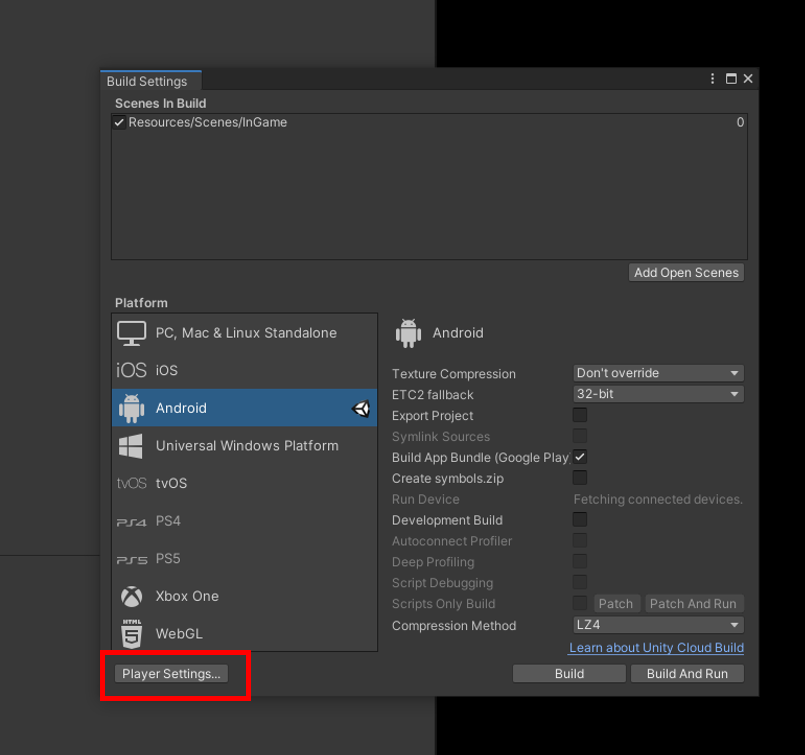 Build Settings
Scenes In Build
Resources/Scenes/InGame 0
Add Open Scenes
Platform
PC, Mac & Linux Standalone
iOS iOS
Android
Universal Windows Platform
tvOS tvOS
PS4 PS4
PS5 PS5
Xbox One
HTML 5 WebGL
Android
Texture Compression Don't override
ETC2 fallback 32-bit
Export Project
Symlink Sources
Build App Bundle (Google Play
Create symbols.zip
Run Device Fetching connected devices.
Development Build
Autoconnect Profiler
Deep Profiling
Script Debugging
Scripts Only Build Patch Patch And Run
Compression Method LZ4
Learn about Unity Cloud Build
Player Settings... Build Build And Run